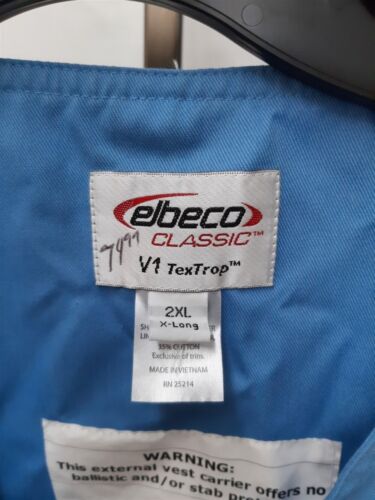 elbeco
CLASSIC™
7499
V1 TexTrop™
2XL
X-Long
35% COTTON
Exclusive of trim.
MADE IN VIETNAM
RN 25214
WARNING:
This external vest carrier offers no
ballistic and/or stab